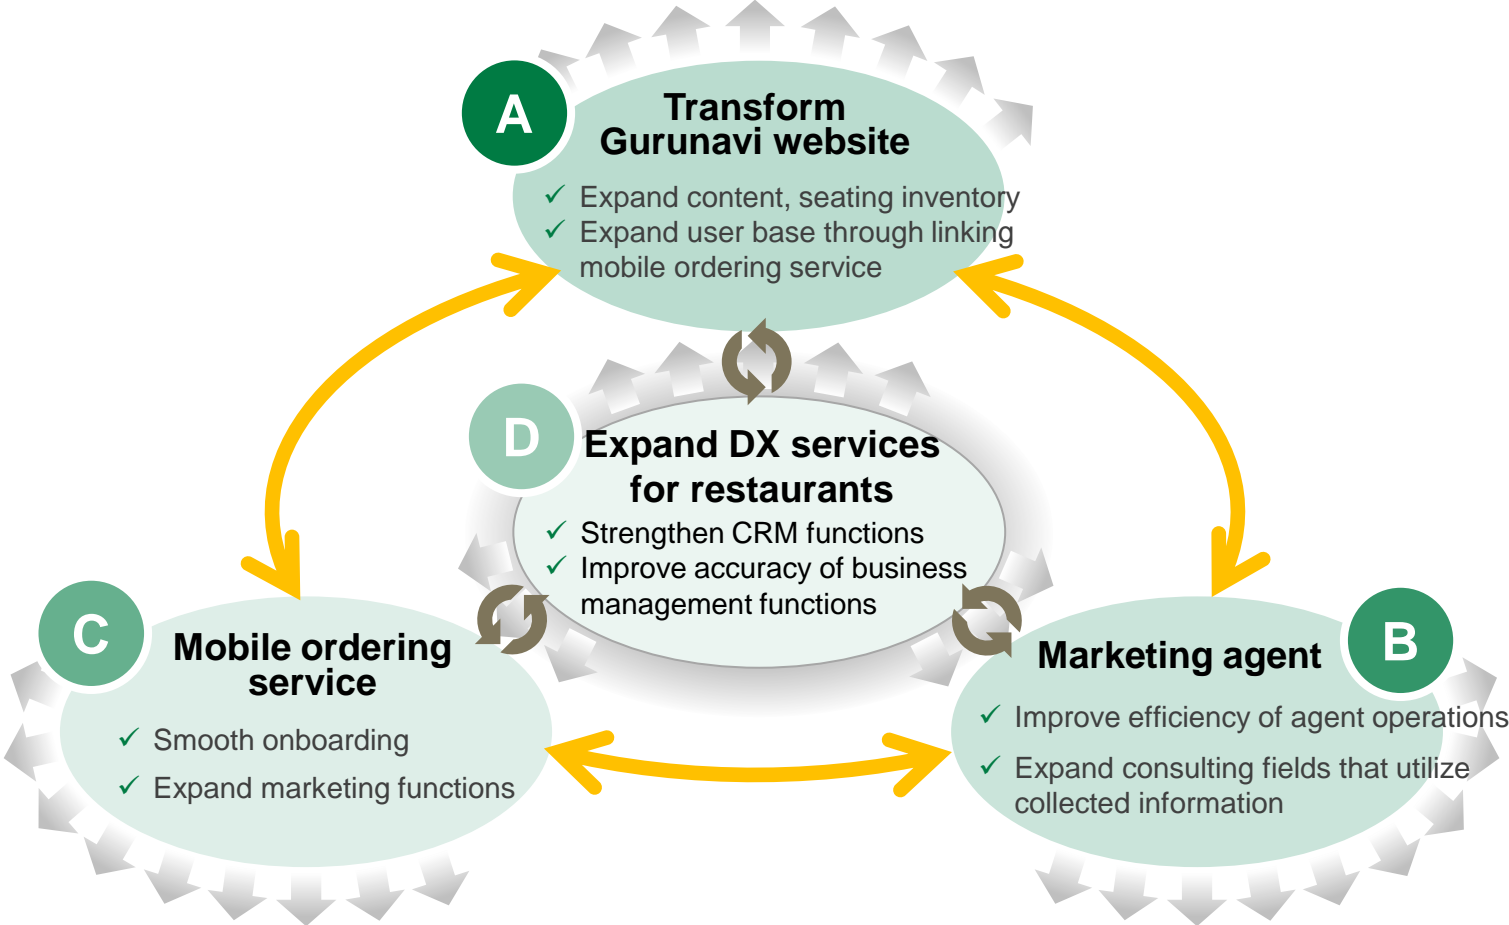 A
Transform
Gurunavi website
✓ Expand content, seating inventory
✓ Expand user base through linking
mobile ordering service
D
Expand DX services
for restaurants
✓ Strengthen CRM functions
✓ Improve accuracy of business
management functions
C
Mobile ordering
service
✓ Smooth onboarding
✓ Expand marketing functions
B
Marketing agent
✓ Improve efficiency of agent operations
✓ Expand consulting fields that utilize
collected information